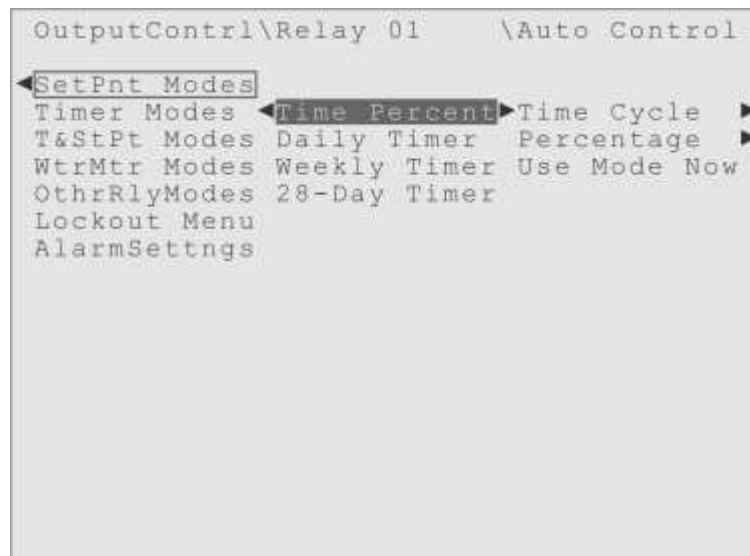 OutputContrl\Relay 01 \Auto Control
SetPnt Modes
Timer Modes Time Percent Time Cycle
T&StPt Modes Daily Timer Percentage
WtrMtr Modes Weekly Timer Use Mode Now
OthrRlyModes 28-Day Timer
Lockout Menu
AlarmSettngs